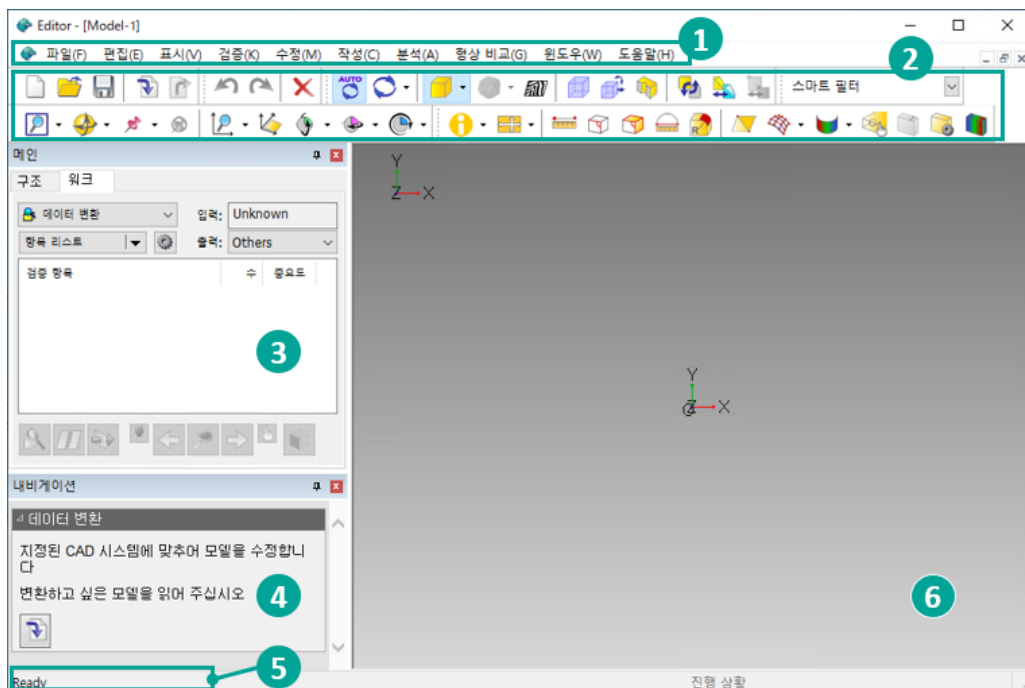 Editor - [Model-1]
1
파일(F) 편집(E) 표시(V) 검증(K) 수정(M) 작성(C) 분석(A) 형상 비교(G) 윈도우(W) 도움말(H)
2
AUTO
스마트 필터
메인
구조 워크
데이터 변환 입력: Unknown
항목 리스트 출력: Others
검증 항목 수 중요도
3
내비게이션
데이터 변환
지정된 CAD 시스템에 맞추어 모델을 수정합니
다
변환하고 싶은 모델을 읽어 주십시오
4
5
Ready
Y
Z X
Y
Z X
6
진행 상황